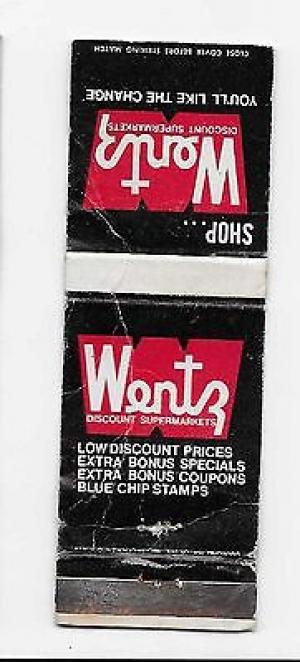 CLOSE COVER BEFORE STRIKING MATCH
SHOP...
Wentz
DISCOUNT SUPERMARKETS
YOU'LL LIKE THE CHANGE
Wentz
DISCOUNT SUPERMARKETS
LOW DISCOUNT PRICES
EXTRA BONUS SPECIALS
EXTRA BONUS COUPONS
BLUE CHIP STAMPS